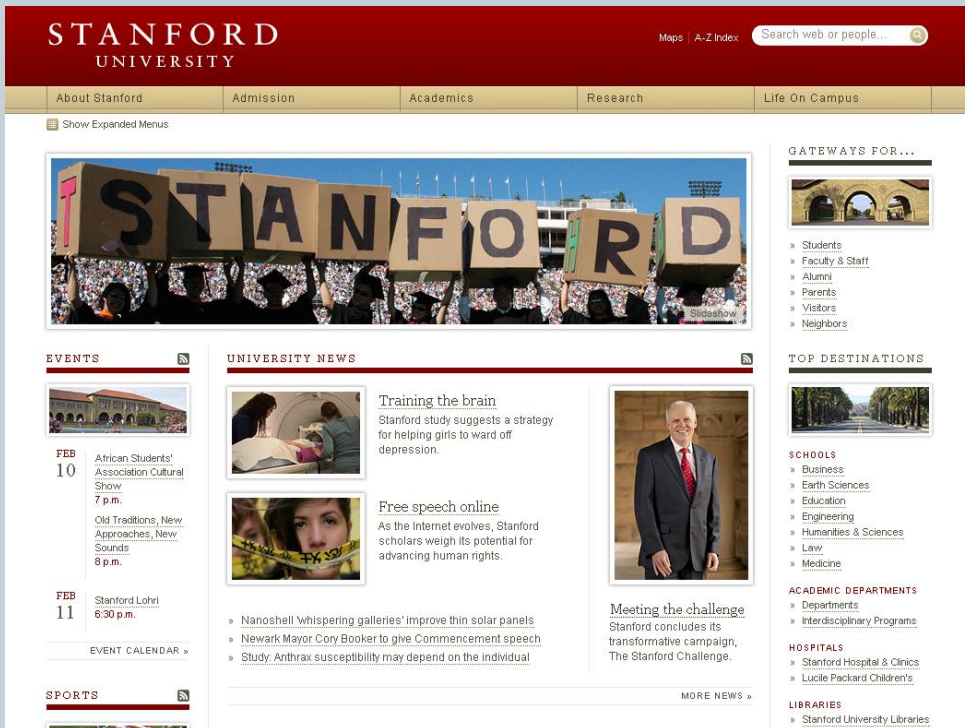 STANFORD
UNIVERSITY
Maps
A-Z Index
Search web or people...
About Stanford
Admission
Academics
Research
Life On Campus
Show Expanded Menus
STANFORD
Slideshow
GATEWAYS FOR...
» Students
» Faculty & Staff
» Alumni
» Parents
» Visitors
» Neighbors
EVENTS
FEB
10
African Students'
Association Cultural
Show
7 p.m.
Old Traditions, New
Approaches, New
Sounds
8 p.m.
FEB
11
Stanford Lohri
6:30 p.m.
EVENT CALENDAR »
SPORTS
UNIVERSITY NEWS
Training the brain
Stanford study suggests a strategy
for helping girls to ward off
depression.
Free speech online
As the Internet evolves, Stanford
scholars weigh its potential for
advancing human rights.
» Nanoshell 'whispering galleries' improve thin solar panels
» Newark Mayor Cory Booker to give Commencement speech
» Study: Anthrax susceptibility may depend on the individual
Meeting the challenge
Stanford concludes its
transformative campaign,
The Stanford Challenge.
MORE NEWS »
TOP DESTINATIONS
SCHOOLS
» Business
» Earth Sciences
» Education
» Engineering
» Humanities & Sciences
» Law
» Medicine
ACADEMIC DEPARTMENTS
» Departments
» Interdisciplinary Programs
HOSPITALS
» Stanford Hospital & Clinics
» Lucile Packard Children's
LIBRARIES
» Stanford University Libraries